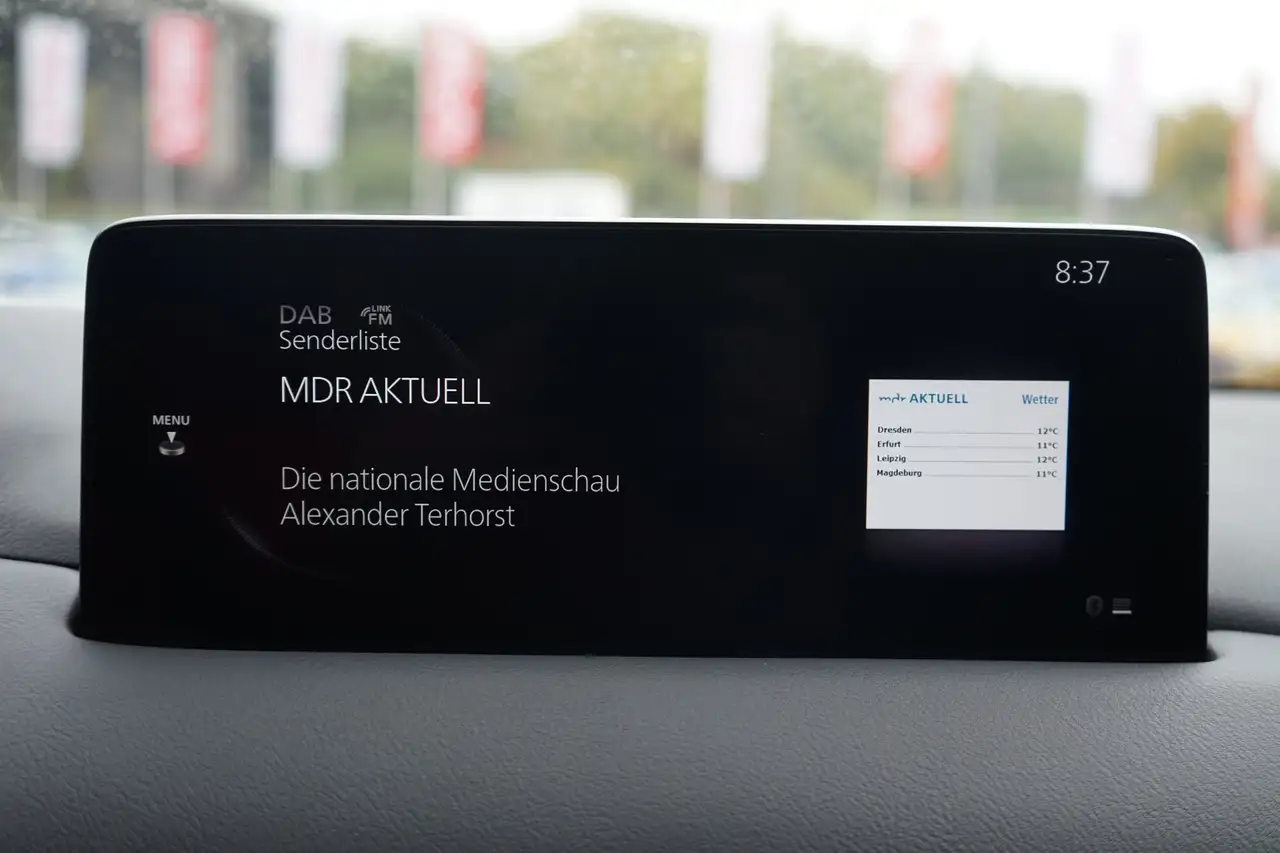 8:37
DAB LINK FM
Senderliste
MDR AKTUELL
MENU
Die nationale Medienschau
Alexander Terhorst
mdr AKTUELL Wetter
Dresden 12°C
Erfurt 11°C
Leipzig 12°C
Magdeburg 11°C